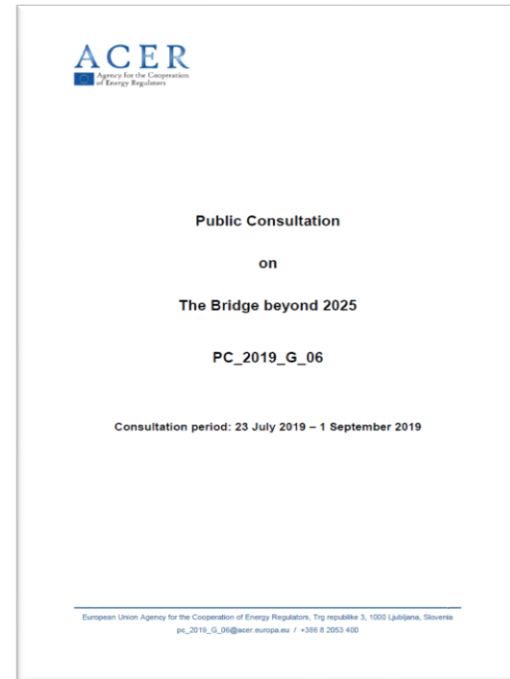 ACER
Agency for the Cooperation
of Energy Regulators
Public Consultation
on
The Bridge beyond 2025
PC_2019_G_06
Consultation period: 23 July 2019 – 1 September 2019
European Union Agency for the Cooperation of Energy Regulators, Trg republike 3, 1000 Ljubljana, Slovenia
pc_2019_G_06@acer.europa.eu / +386 8 2053 400